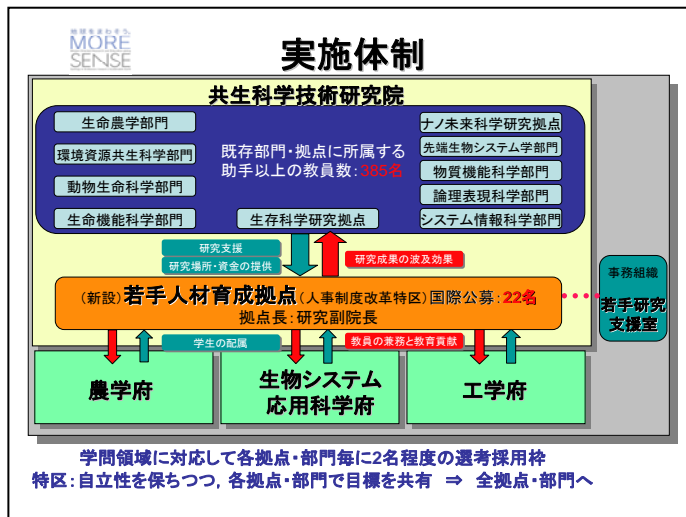 地球をまわそう。
MORE
SENSE
実施体制
共生科学技術研究院
生命農学部門
環境資源共生科学部門
動物生命科学部門
生命機能科学部門
既存部門・拠点に所属する
助手以上の教員数：385名
生存科学研究拠点
ナノ未来科学研究拠点
先端生物システム学部門
物質機能科学部門
論理表現科学部門
システム情報科学部門
研究支援
研究場所・資金の提供
研究成果の波及効果
（新設）若手人材育成拠点（人事制度改革特区）国際公募：22名
拠点長：研究副院長
事務組織
若手研究
支援室
学生の配属
教員の兼務と教育貢献
農学府
生物システム
応用科学府
工学府
学問領域に対応して各拠点・部門毎に2名程度の選考採用枠
特区：自立性を保ちつつ，各拠点・部門で目標を共有 ⇒ 全拠点・部門へ